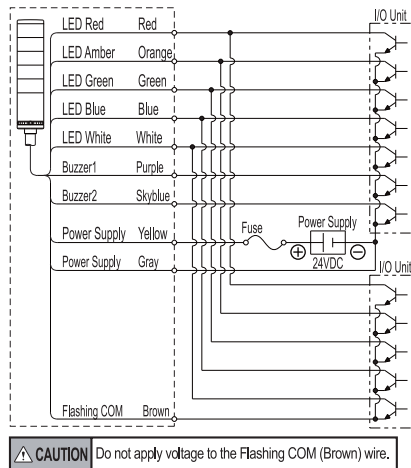 I/O Unit
LED Red Red
LED Amber Orange
LED Green Green
LED Blue Blue
LED White White
Buzzer1 Purple
Buzzer2 Skyblue
Power Supply Yellow Fuse Power Supply
24VDC
Power Supply Gray
I/O Unit
Flashing COM Brown
CAUTION Do not apply voltage to the Flashing COM (Brown) wire.